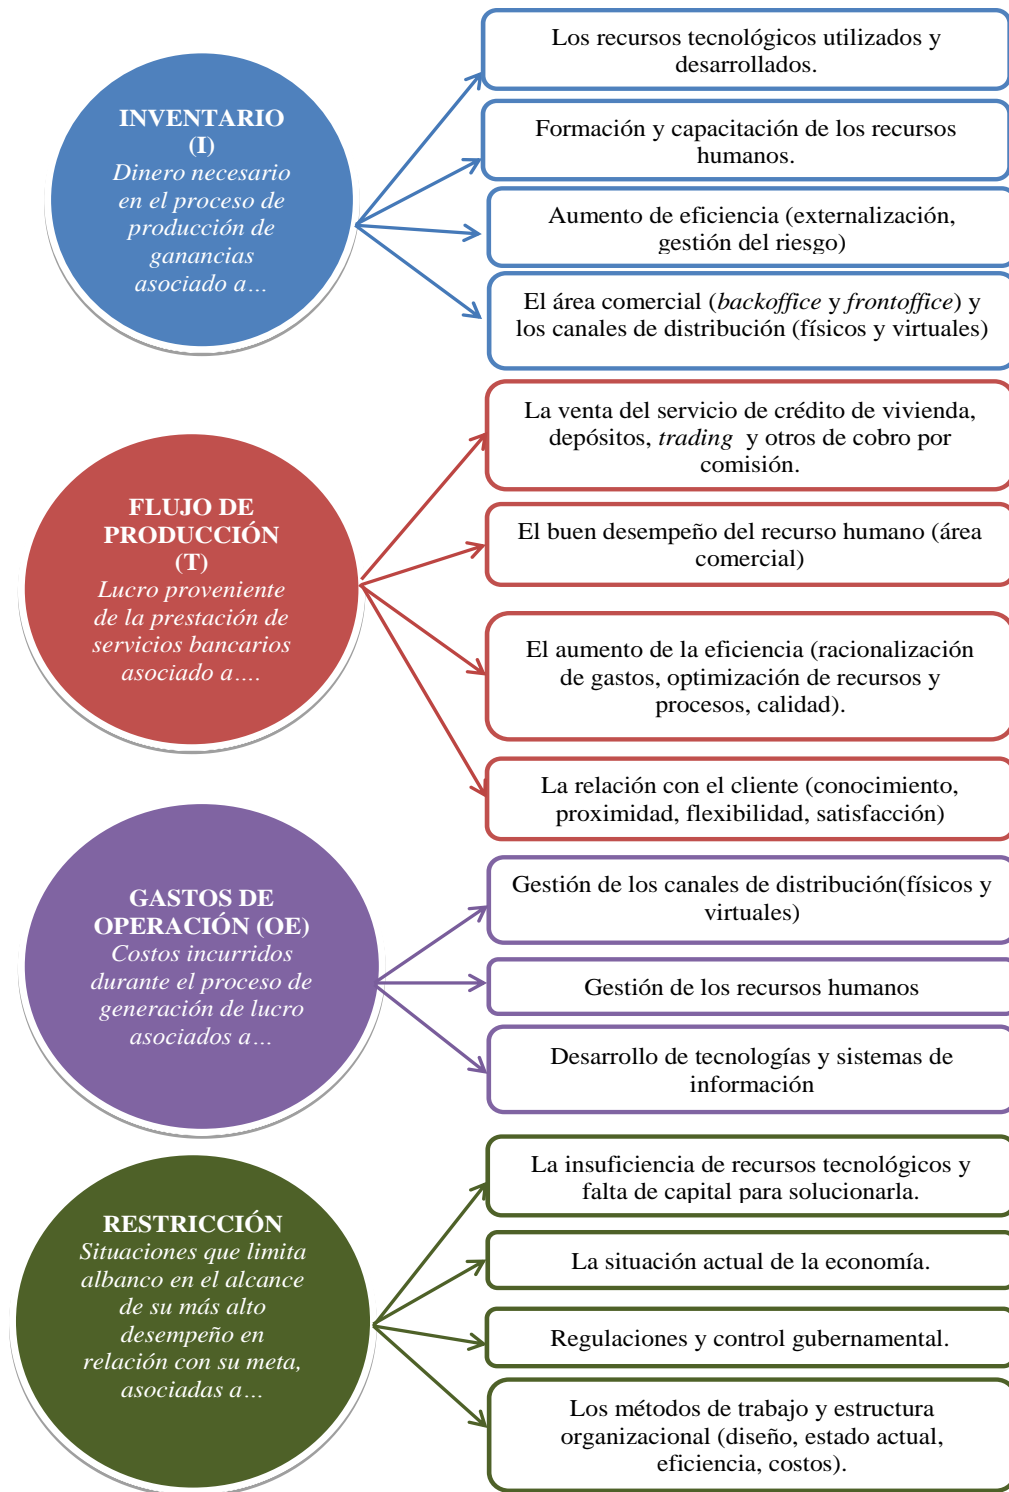 INVENTARIO
(I)
Dinero necesario
en el proceso de
producción de
ganancias
asociado a…
Los recursos tecnológicos utilizados y
desarrollados.
Formación y capacitación de los recursos
humanos.
Aumento de eficiencia (externalización,
gestión del riesgo)
El área comercial (backoffice y frontoffice) y
los canales de distribución (físicos y virtuales)
FLUJO DE
PRODUCCIÓN
(T)
Lucro proveniente
de la prestación de
servicios bancarios
asociado a….
La venta del servicio de crédito de vivienda,
depósitos, trading y otros de cobro por
comisión.
El buen desempeño del recurso humano (área
comercial)
El aumento de la eficiencia (racionalización
de gastos, optimización de recursos y
procesos, calidad).
La relación con el cliente (conocimiento,
proximidad, flexibilidad, satisfacción)
GASTOS DE
OPERACIÓN (OE)
Costos incurridos
durante el proceso de
generación de lucro
asociados a…
Gestión de los canales de distribución(físicos y
virtuales)
Gestión de los recursos humanos
Desarrollo de tecnologías y sistemas de
información
RESTRICCIÓN
Situaciones que limita
albanco en el alcance
de su más alto
desempeño en
relación con su meta,
asociadas a…
La insuficiencia de recursos tecnológicos y
falta de capital para solucionarla.
La situación actual de la economía.
Regulaciones y control gubernamental.
Los métodos de trabajo y estructura
organizacional (diseño, estado actual,
eficiencia, costos).